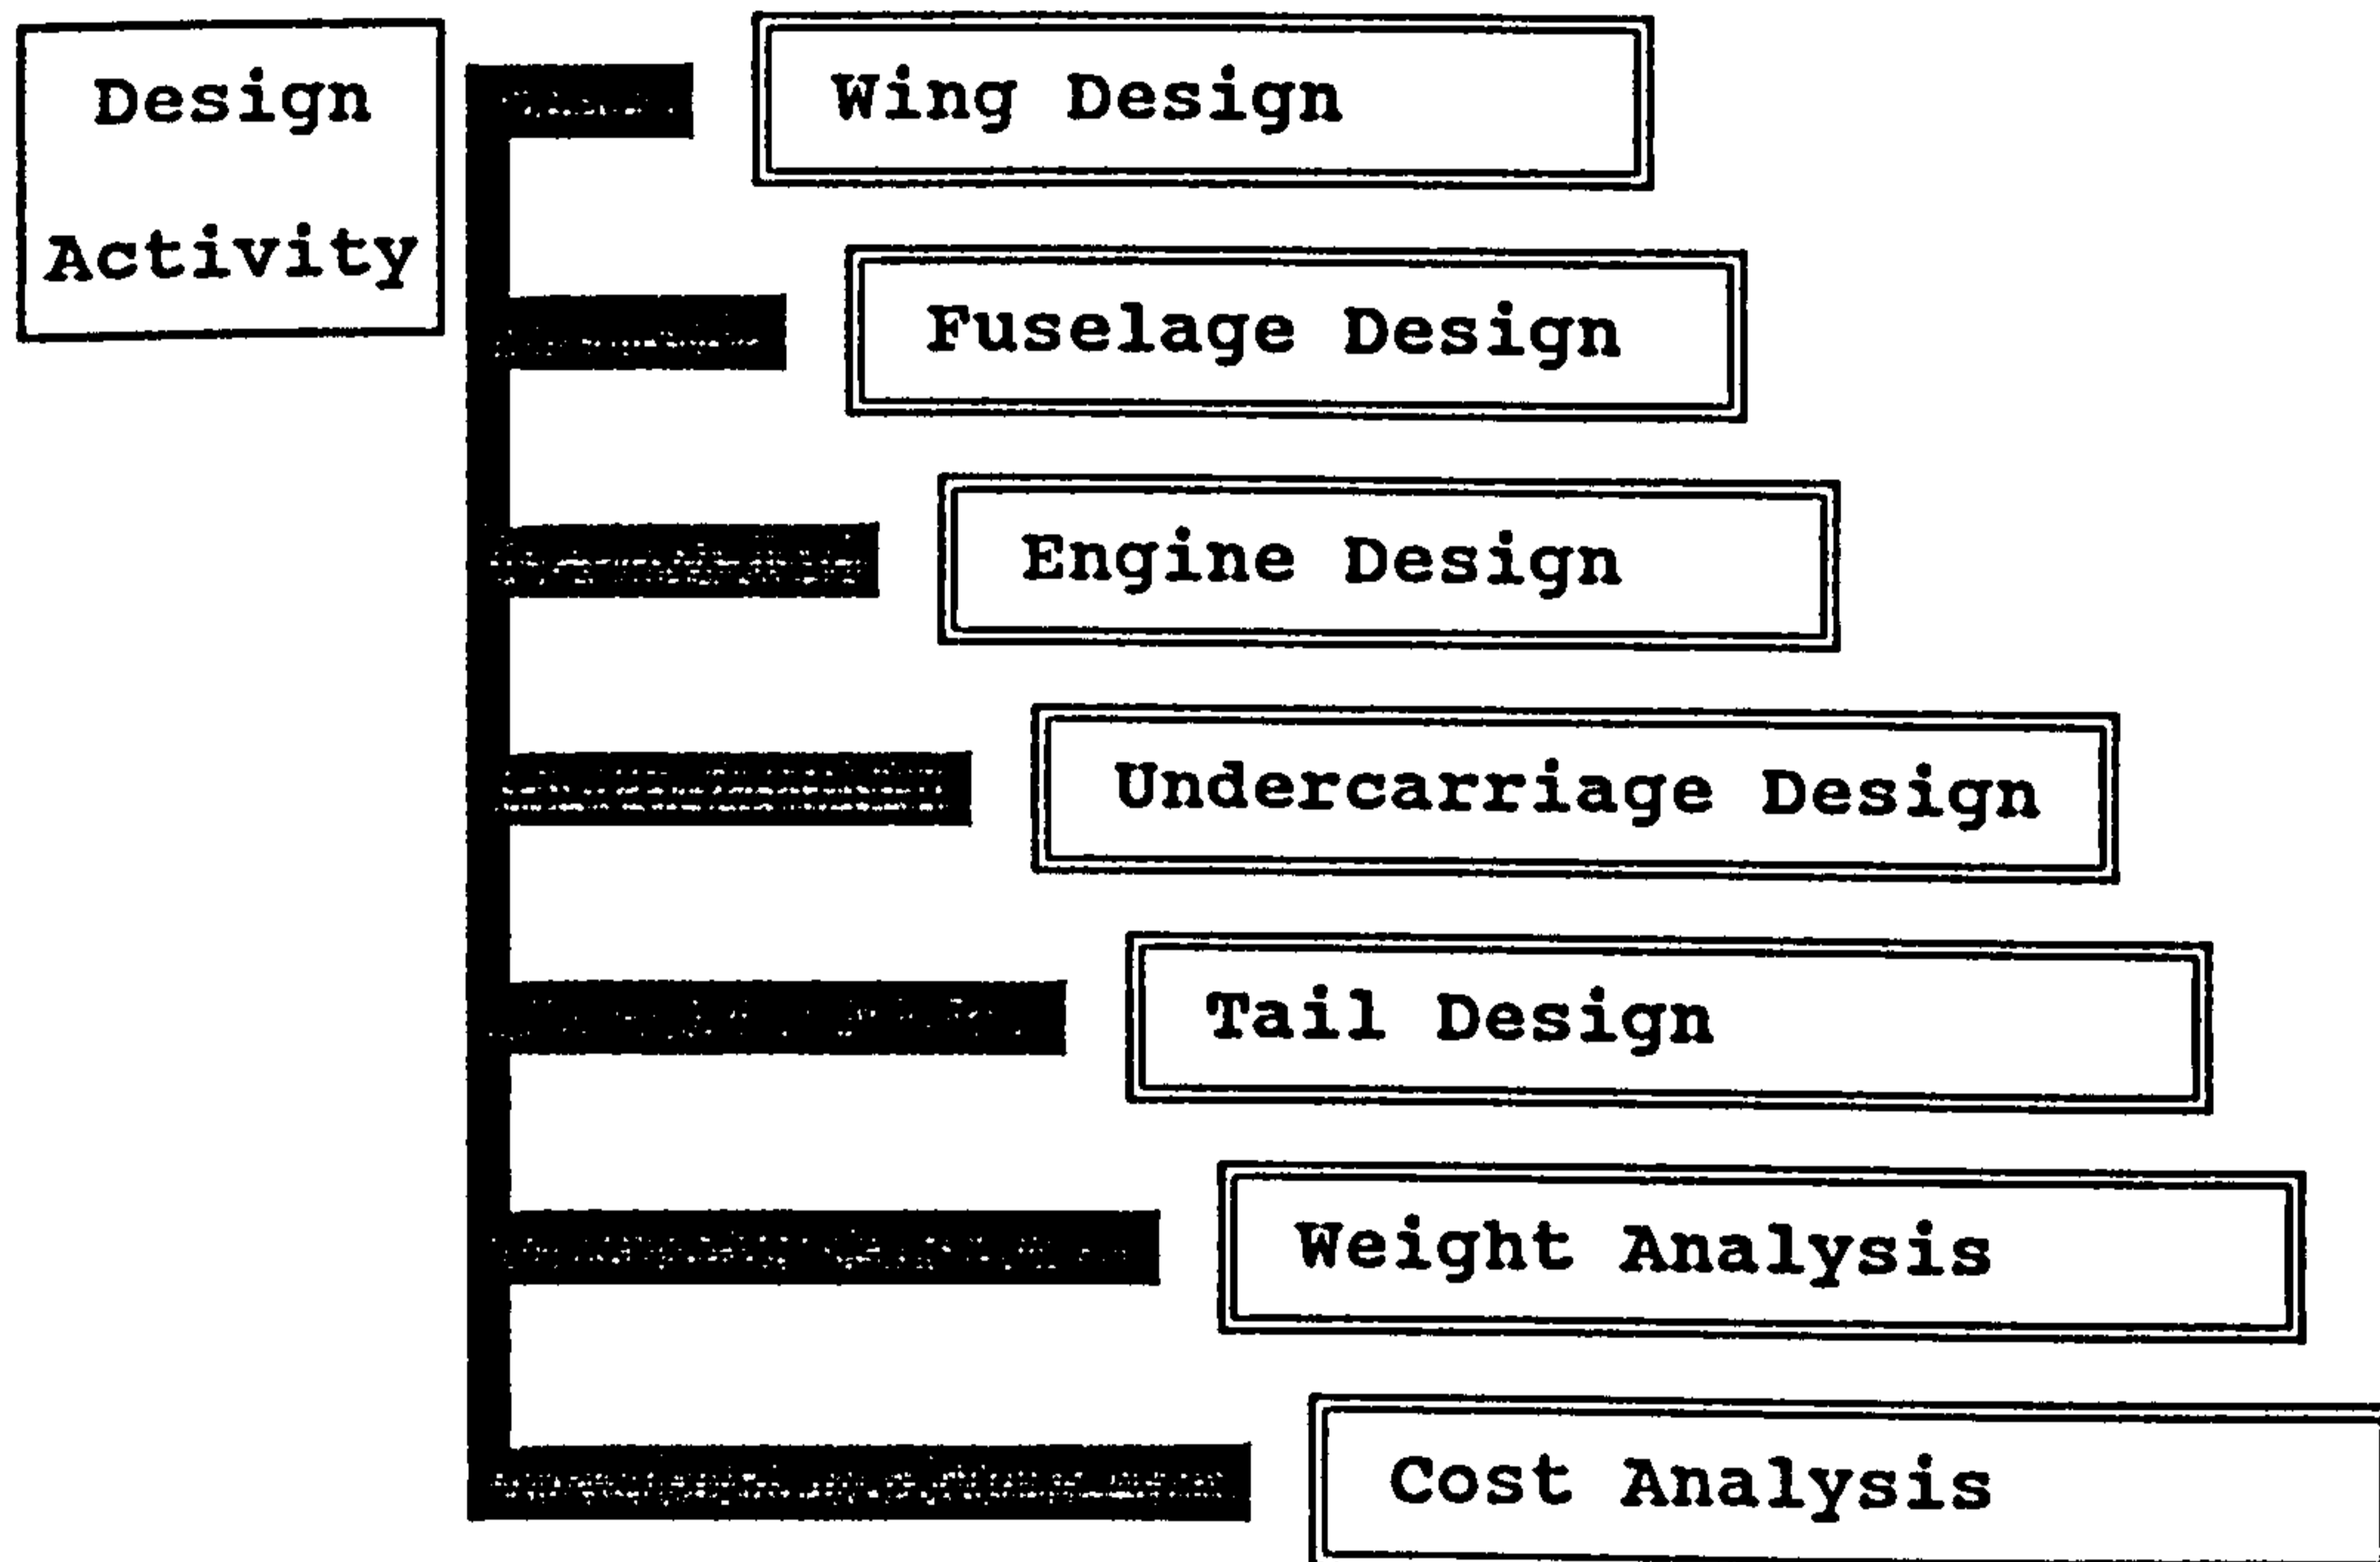 Design
Activity
Wing Design
Fuselage Design
Engine Design
Undercarriage Design
Tail Design
Weight Analysis
Cost Analysis